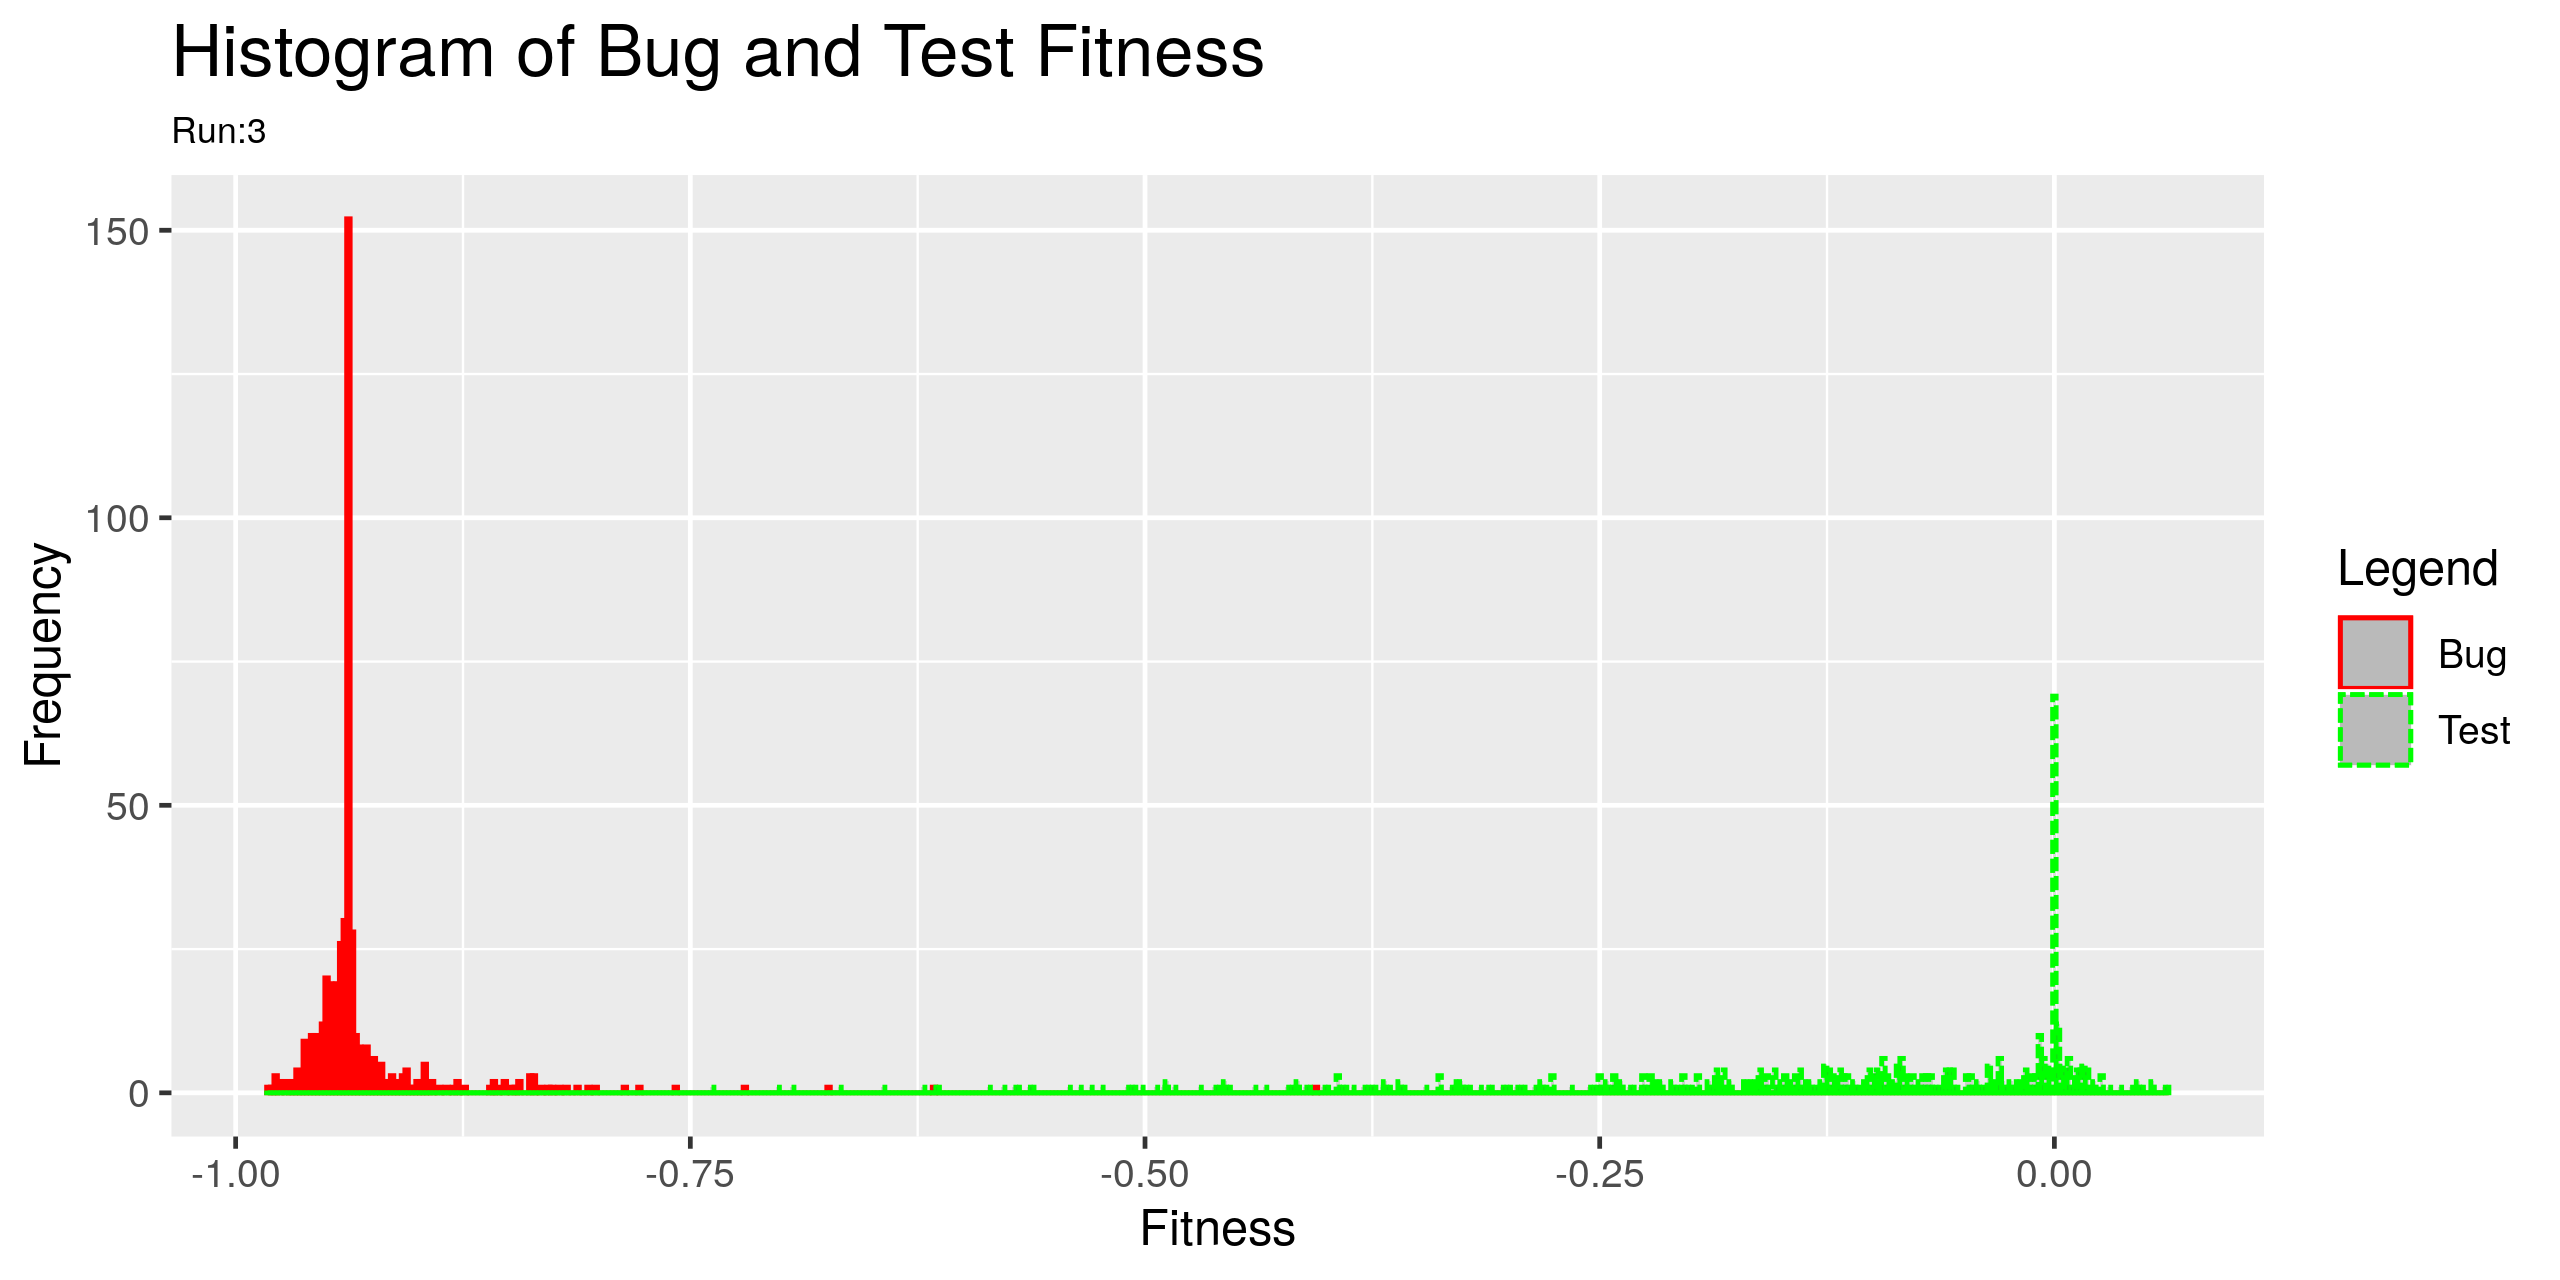 Histogram of Bug and Test Fitness
Run:3
Frequency
150
100
50
0
-1.00
-0.75
-0.50
-0.25
0.00
Fitness
Legend
Bug
Test